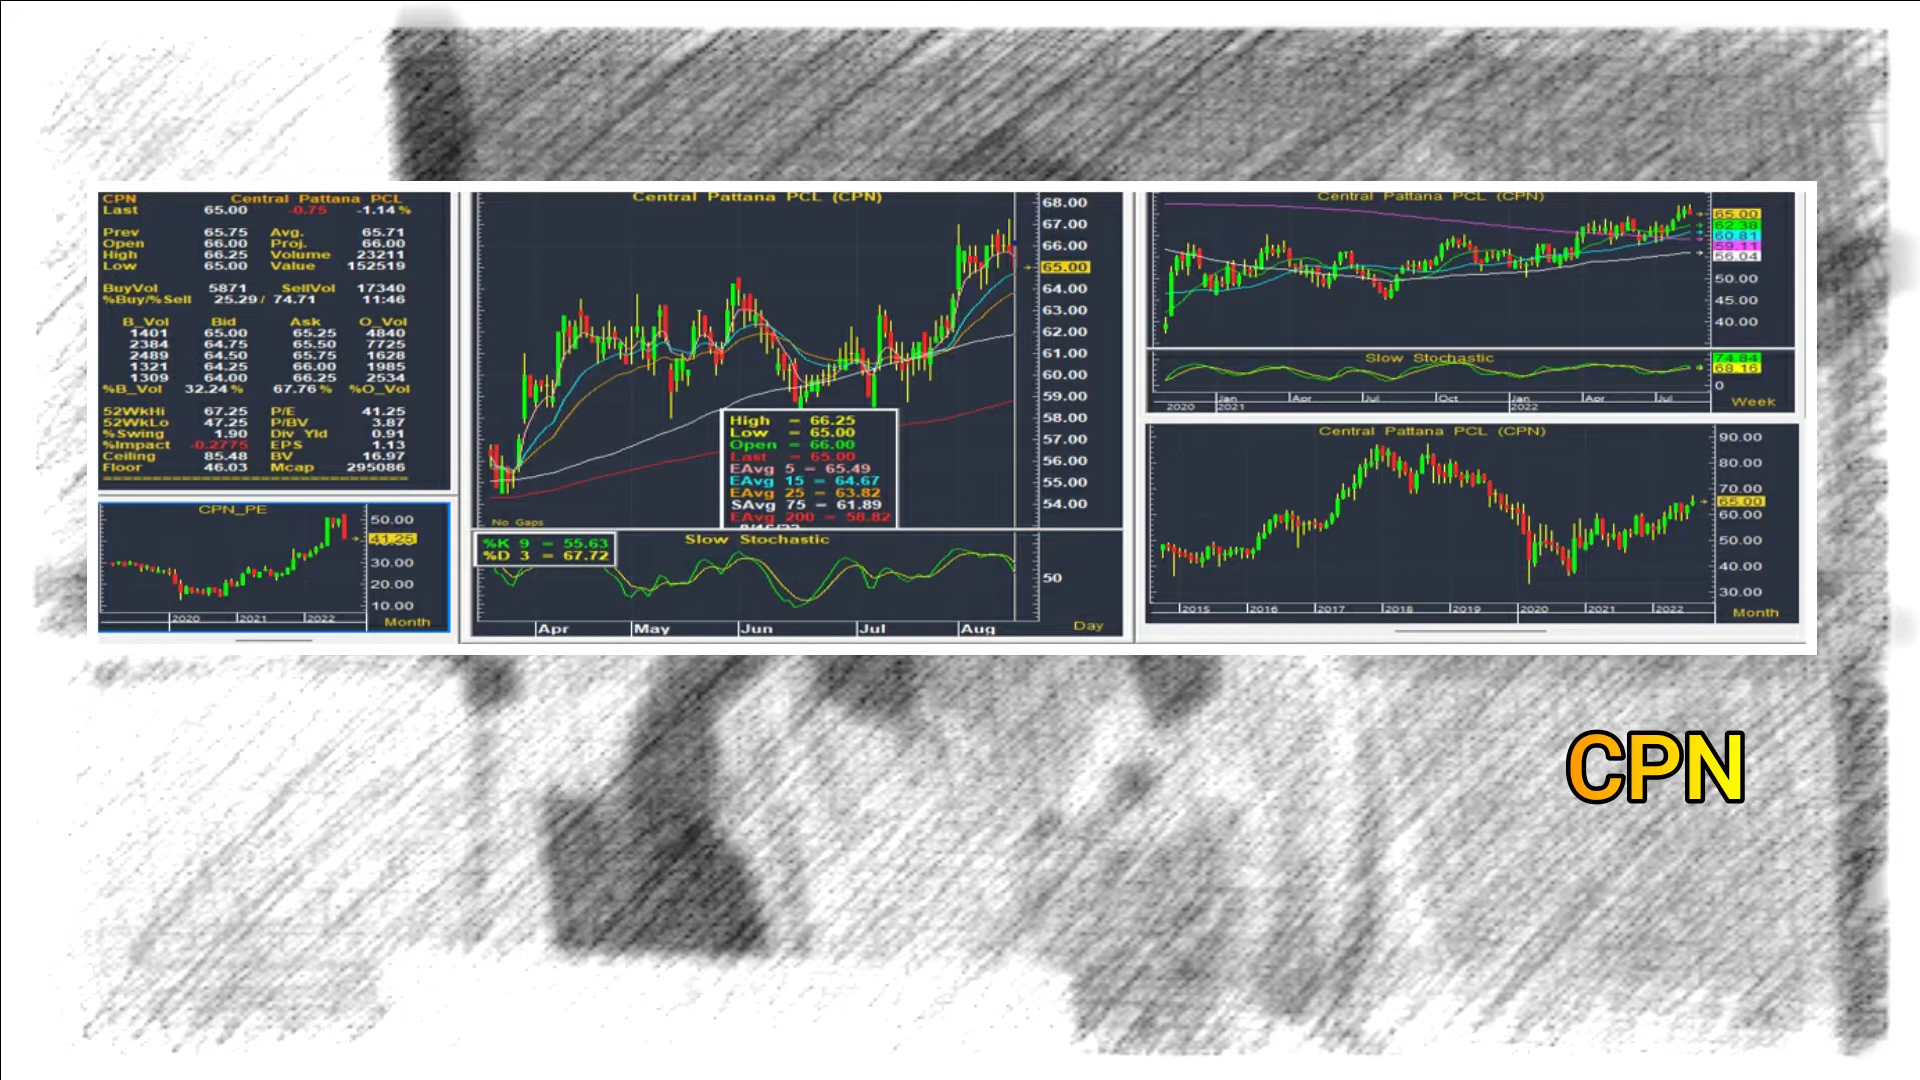 CPN Central Pattana PCL
Last 65.00 -0.75 -1.14%
Prev 65.75 Avg. 65.71
Open 66.00 Proj. 66.00
High 66.25 Volume 23211
Low 65.00 Value 152519
BuyVol 5871 SellVol 17340
%Buy/%Sell 25.29 / 74.71 11:46
B_Vol Bid Ask O_Vol
1401 65.00 65.25 4840
2384 64.75 65.50 7725
2489 64.50 65.75 1628
1321 64.25 66.00 1985
1309 64.00 66.25 2534
%B_Vol 32.24% 67.76% %O_Vol
52WkHi 67.25 P/E 41.25
52WkLo 47.25 P/BV 3.87
%Swing 1.90 Div Yld 0.91
%Impact -0.2775 EPS 1.13
Ceiling 85.48 BV 16.97
Floor 46.03 Mcap 295086
CPN_PE
50.00
41.25
30.00
20.00
10.00
2020 2021 2022 Month
Central Pattana PCL (CPN)
68.00
67.00
66.00
65.00
64.00
63.00
62.00
61.00
60.00
59.00
58.00
57.00
56.00
55.00
54.00
High = 66.25
Low = 65.00
Open = 66.00
Last = 65.00
EAvg 5 = 65.49
EAvg 15 = 64.67
EAvg 25 = 63.82
SAvg 75 = 61.89
EAvg 200 = 58.82
No Gaps
%K 9 = 55.63
%D 3 = 67.72
Slow Stochastic
50
Apr May Jun Jul Aug Day
Central Pattana PCL (CPN)
65.00
62.38
60.81
59.11
56.04
50.00
45.00
40.00
Slow Stochastic
74.84
68.16
0
Jan Apr Jul Oct Jan Apr Jul
2020 2021 2022 Week
Central Pattana PCL (CPN)
90.00
80.00
70.00
65.00
60.00
50.00
40.00
30.00
2015 2016 2017 2018 2019 2020 2021 2022 Month
CPN